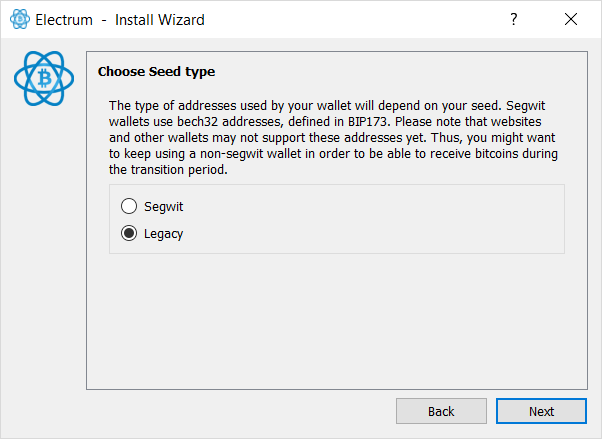 Electrum - Install Wizard
?
Choose Seed type
The type of addresses used by your wallet will depend on your seed. Segwit
wallets use bech32 addresses, defined in BIP173. Please note that websites
and other wallets may not support these addresses yet. Thus, you might want
to keep using a non-segwit wallet in order to be able to receive bitcoins during
the transition period.
Segwit
Legacy
Back
Next